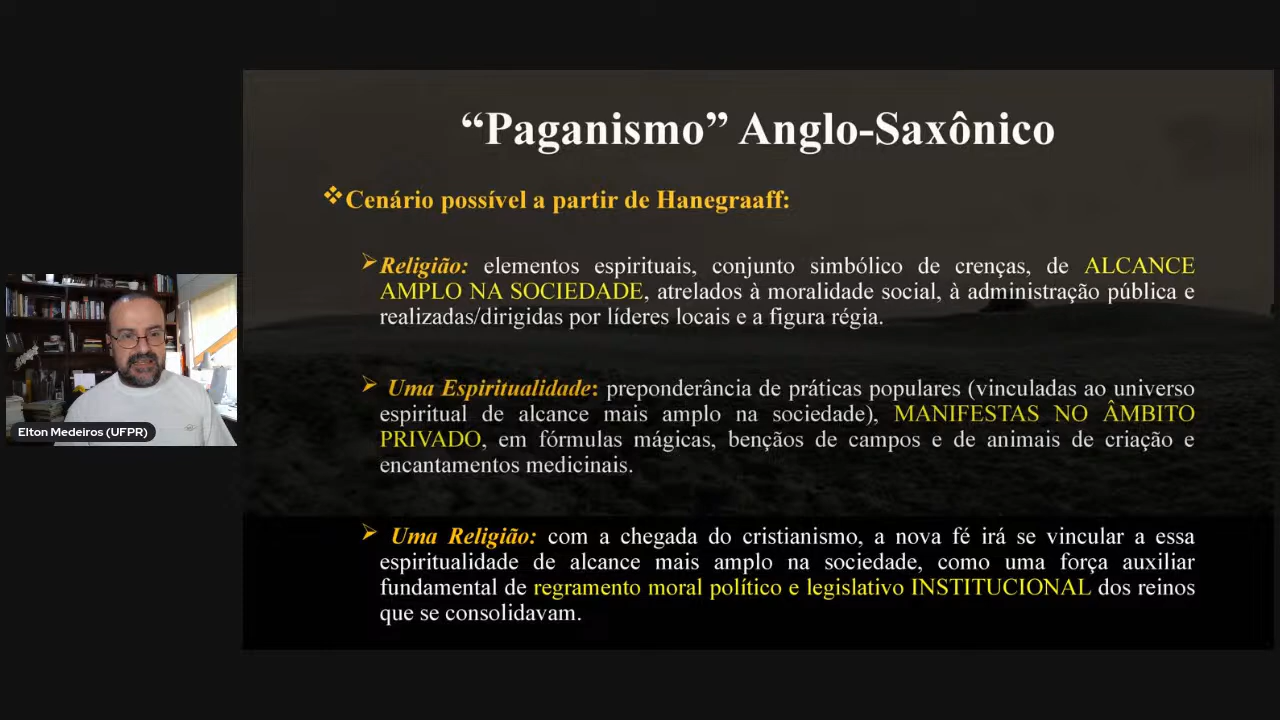 “Paganismo” Anglo-Saxônico
❖Cenário possível a partir de Hanegraaff:
➢Religião: elementos espirituais, conjunto simbólico de crenças, de ALCANCE
AMPLO NA SOCIEDADE, atrelados à moralidade social, à administração pública e
realizadas/dirigidas por líderes locais e a figura régia.
➢ Uma Espiritualidade: preponderância de práticas populares (vinculadas ao universo
espiritual de alcance mais amplo na sociedade), MANIFESTAS NO ÂMBITO
PRIVADO, em fórmulas mágicas, bençãos de campos e de animais de criação e
encantamentos medicinais.
➢ Uma Religião: com a chegada do cristianismo, a nova fé irá se vincular a essa
espiritualidade de alcance mais amplo na sociedade, como uma força auxiliar
fundamental de regramento moral político e legislativo INSTITUCIONAL dos reinos
que se consolidavam.
Elton Medeiros (UFPR)